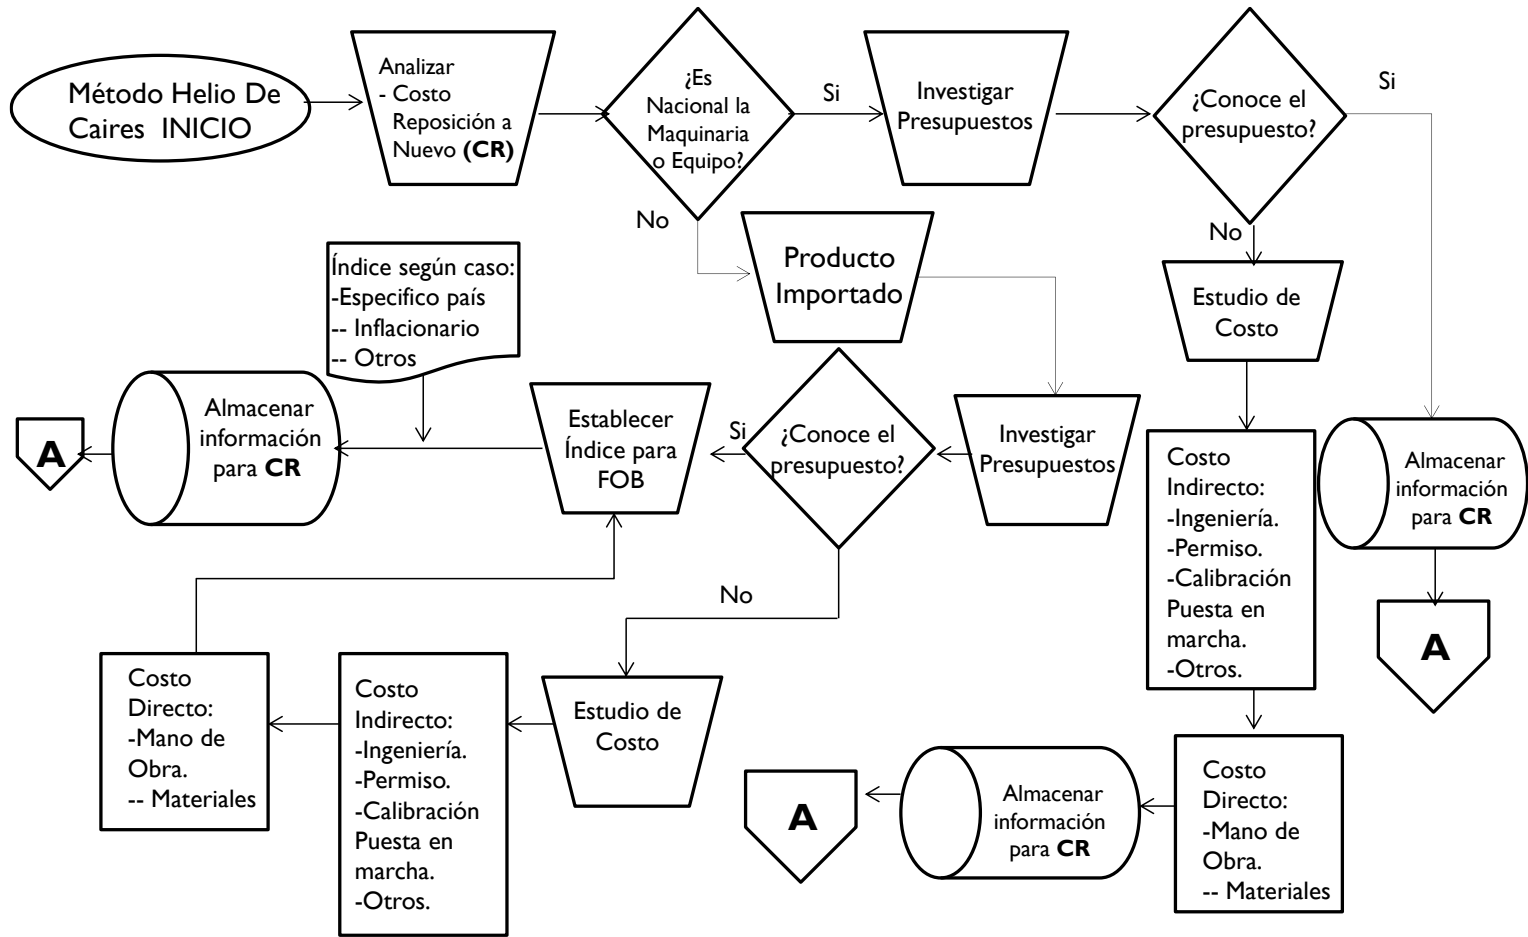 Método Helio De
Caires INICIO
Analizar
- Costo
Reposición a
Nuevo (CR)
¿Es
Nacional la
Maquinaria
o Equipo?
Si
No
Investigar
Presupuestos
¿Conoce el
presupuesto?
Si
No
Producto
Importado
Estudio de
Costo
Índice según caso:
-Especifico país
-- Inflacionario
-- Otros
A
Almacenar
información
para CR
Establecer
Índice para
FOB
Si
¿Conoce el
presupuesto?
No
Investigar
Presupuestos
Costo
Indirecto:
-Ingeniería.
-Permiso.
-Calibración
Puesta en
marcha.
-Otros.
Almacenar
información
para CR
A
Costo
Directo:
-Mano de
Obra.
-- Materiales
Costo
Indirecto:
-Ingeniería.
-Permiso.
-Calibración
Puesta en
marcha.
-Otros.
Estudio de
Costo
A
Almacenar
información
para CR
Costo
Directo:
-Mano de
Obra.
-- Materiales